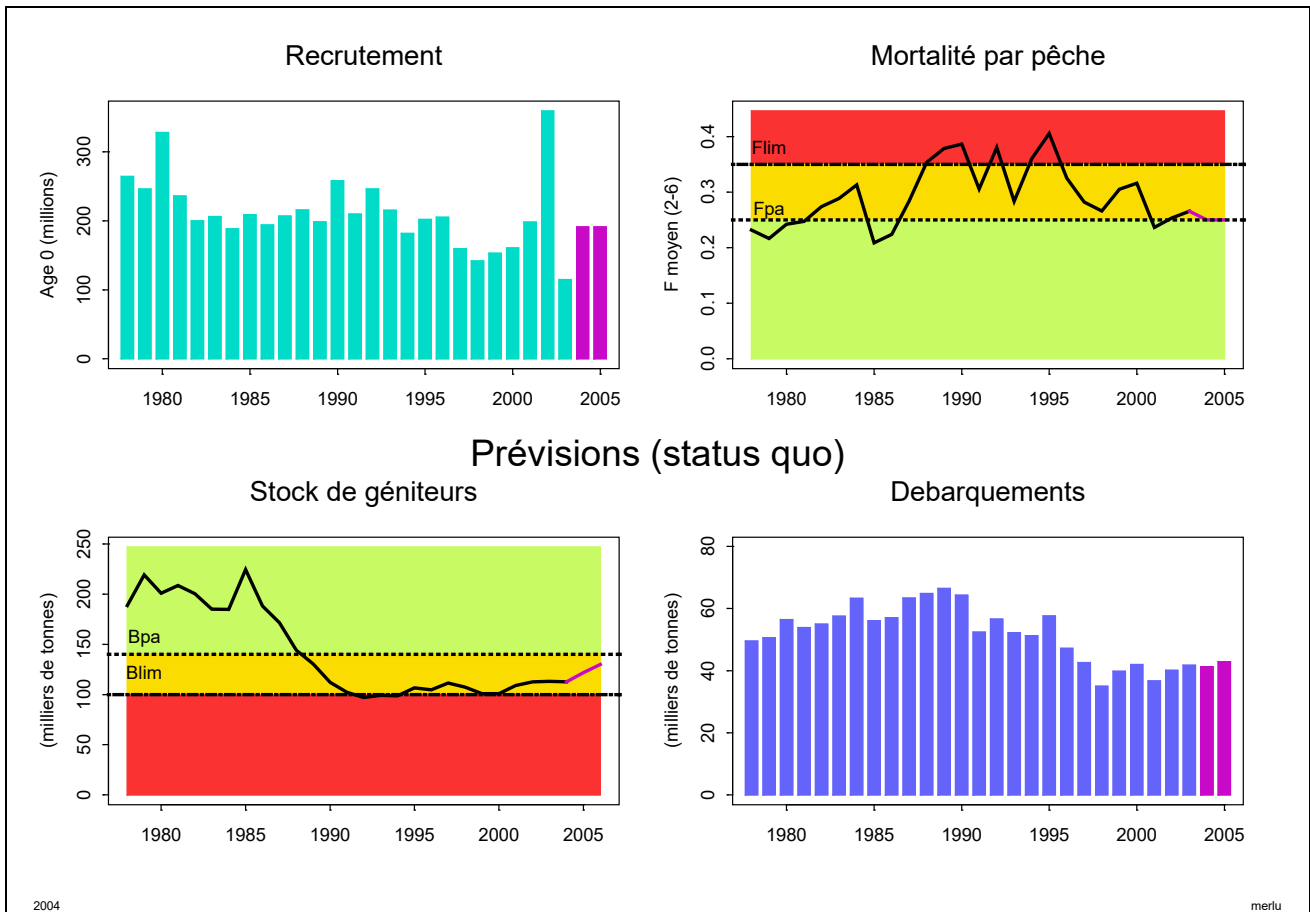 Recrutement
Age 0 (millions)
0 100 200 300
1980 1985 1990 1995 2000 2005
Mortalité par pêche
F moyen (2-6)
0.0 0.1 0.2 0.3 0.4
Flim
Fpa
1980 1985 1990 1995 2000 2005
Prévisions (status quo)
Stock de géniteurs
(milliers de tonnes)
0 50 100 150 200 250
Bpa
Blim
1980 1985 1990 1995 2000 2005
Debarquements
(milliers de tonnes)
0 20 40 60 80
1980 1985 1990 1995 2000 2005
2004
merlu